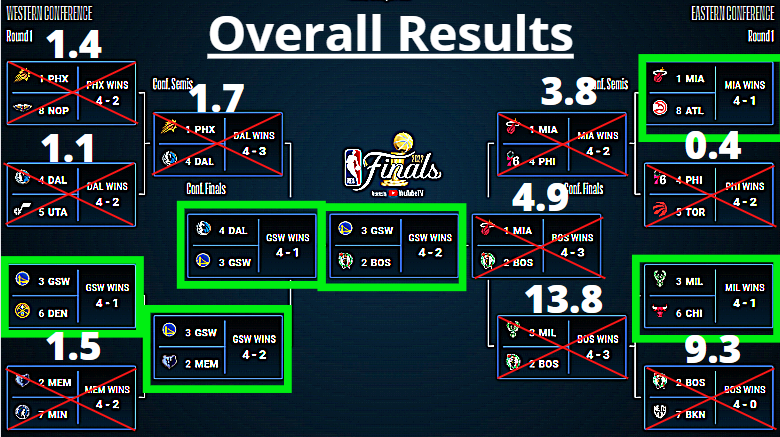 WESTERN CONFERENCE
Round 1
1.4
1 PHX
8 NOP
PHX WINS
4 - 2
1.1
4 DAL
5 UTA
DAL WINS
4 - 2
3 GSW
6 DEN
GSW WINS
4 - 1
1.5
2 MEM
7 MIN
MEM WINS
4 - 2
Overall Results
Conf. Semis
1.7
1 PHX
4 DAL
DAL WINS
4 - 3
3 GSW
2 MEM
GSW WINS
4 - 2
Conf. Finals
4 DAL
3 GSW
GSW WINS
4 - 1
NBA
Finals
YouTubeTV
3 GSW
2 BOS
GSW WINS
4 - 2
Conf. Finals
4.9
1 MIA
2 BOS
BOS WINS
4 - 3
Conf. Semis
3.8
1 MIA
4 PHI
MIA WINS
4 - 2
13.8
3 MIL
2 BOS
BOS WINS
4 - 3
EASTERN CONFERENCE
Round 1
1 MIA
8 ATL
MIA WINS
4 - 1
0.4
4 PHI
5 TOR
PHI WINS
4 - 2
3 MIL
6 CHI
MIL WINS
4 - 1
9.3
2 BOS
7 BKN
BOS WINS
4 - 0